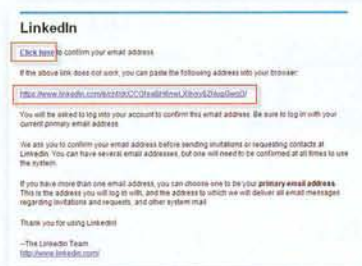 LinkedIn
Click here to confirm your email address.
If the above link does not work, you can paste the following address into your browser:
https://www.linkedin.com/e/
You will be asked to log into your account to confirm this email address. Be sure to log in with your
current primary email address.
We ask you to confirm your email address before sending invitations or requesting contacts at
LinkedIn. You can have several email addresses, but one will need to be confirmed at all times to use
the system.
If you have more than one email address, you can choose one to be your primary email address.
This is the address you will log in with, and the address to which we will deliver all email messages
regarding invitations and requests, and other system mail.
Thank you for using LinkedIn!
--The LinkedIn Team
http://www.linkedin.com/